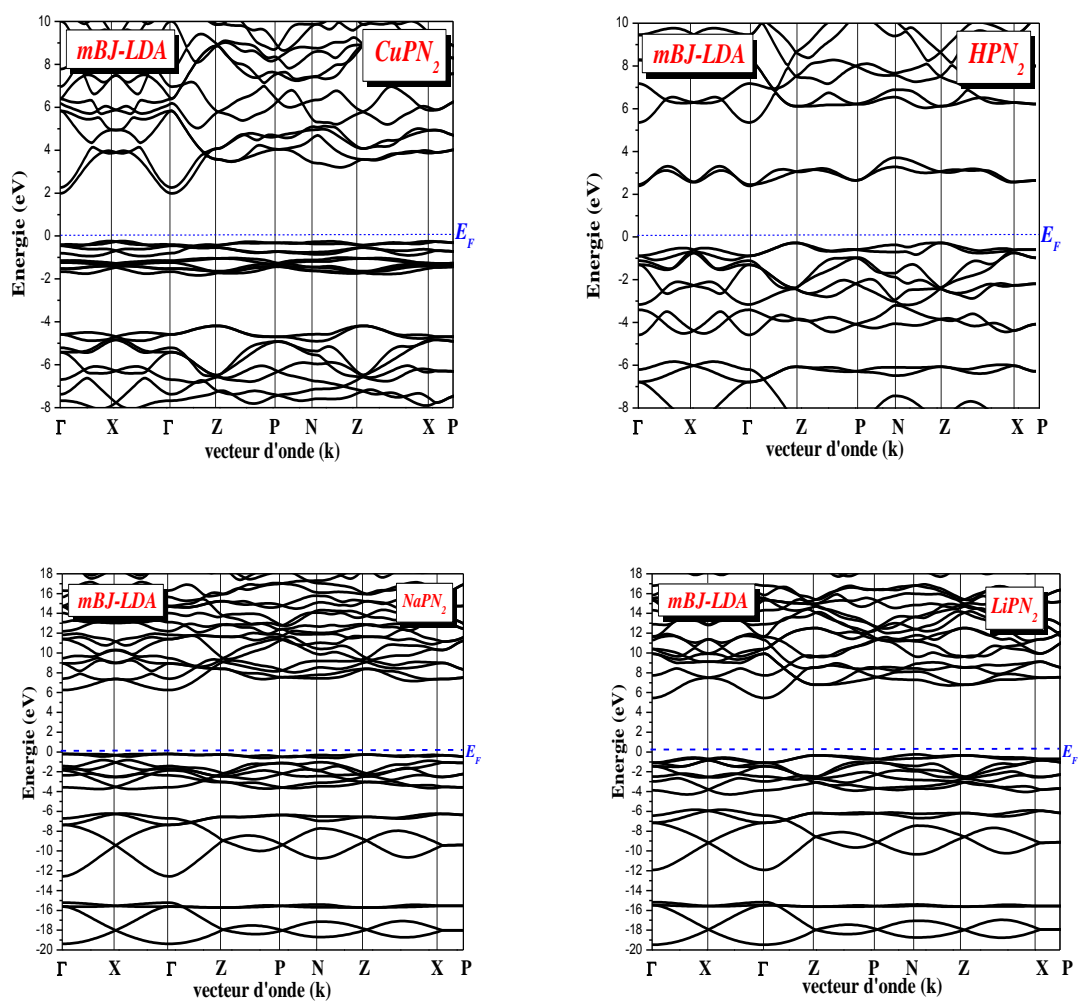 mBJ-LDA
CuPN2
10
8
6
4
2
0
-2
-4
-6
-8
Energie (eV)
EF
Γ X Γ Z P N Z X P
vecteur d'onde (k)
mBJ-LDA
HPN2
10
8
6
4
2
0
-2
-4
-6
-8
Energie (eV)
EF
Γ X Γ Z P N Z X P
vecteur d'onde (k)
mBJ-LDA
NaPN2
18
16
14
12
10
8
6
4
2
0
-2
-4
-6
-8
-10
-12
-14
-16
-18
-20
Energie (eV)
EF
Γ X Γ Z P N Z X P
vecteur d'onde (k)
mBJ-LDA
LiPN2
18
16
14
12
10
8
6
4
2
0
-2
-4
-6
-8
-10
-12
-14
-16
-18
-20
Energie (eV)
EF
Γ X Γ Z P N Z X P
vecteur d'onde (k)